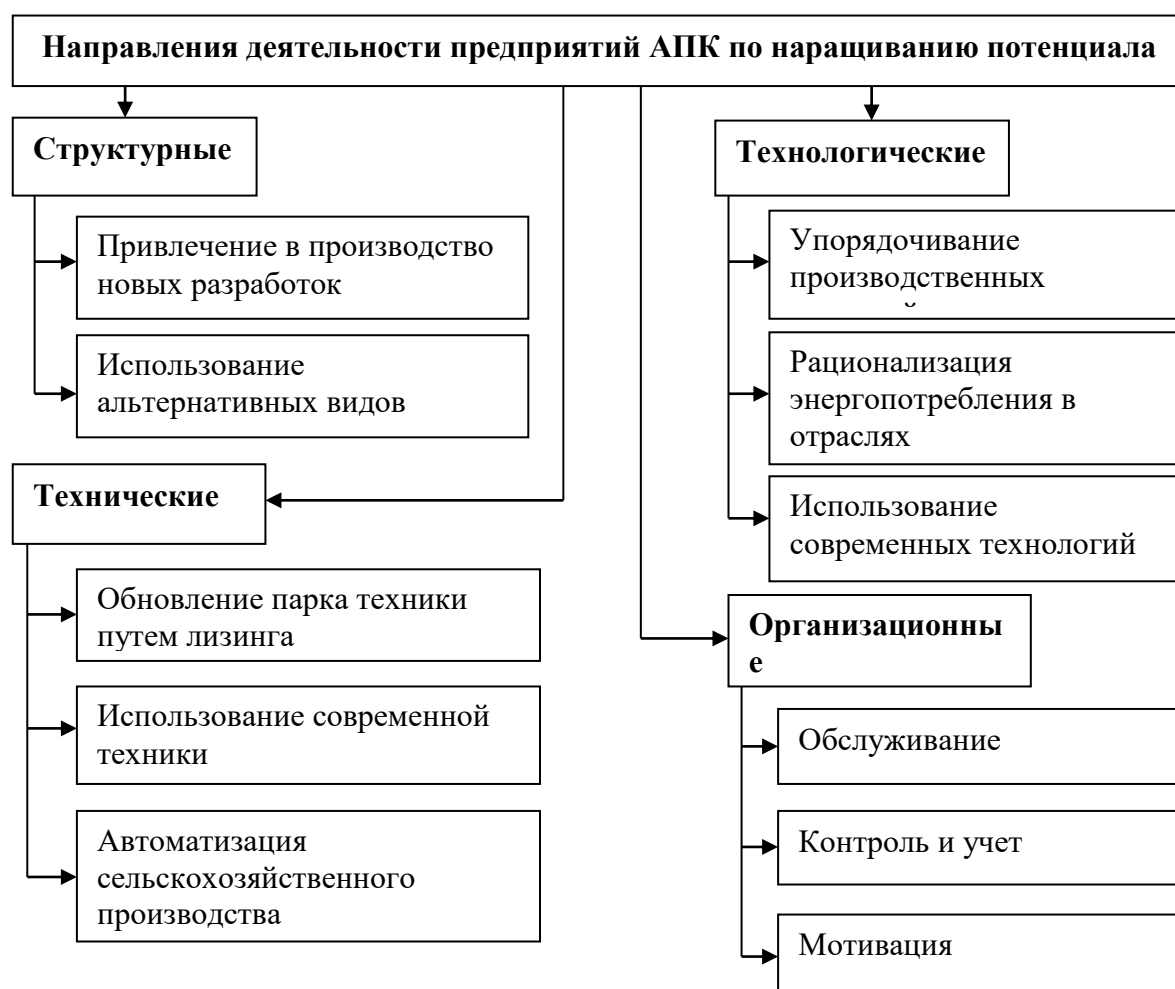 Направления деятельности предприятий АПК по наращиванию потенциала
Структурные
Привлечение в производство
новых разработок
Использование
альтернативных видов
Технические
Обновление парка техники
путем лизинга
Использование современной
техники
Автоматизация
сельскохозяйственного
производства
Технологические
Упорядочивание
производственных
Рационализация
энергопотребления в
отраслях
Использование
современных технологий
Организационны
е
Обслуживание
Контроль и учет
Мотивация